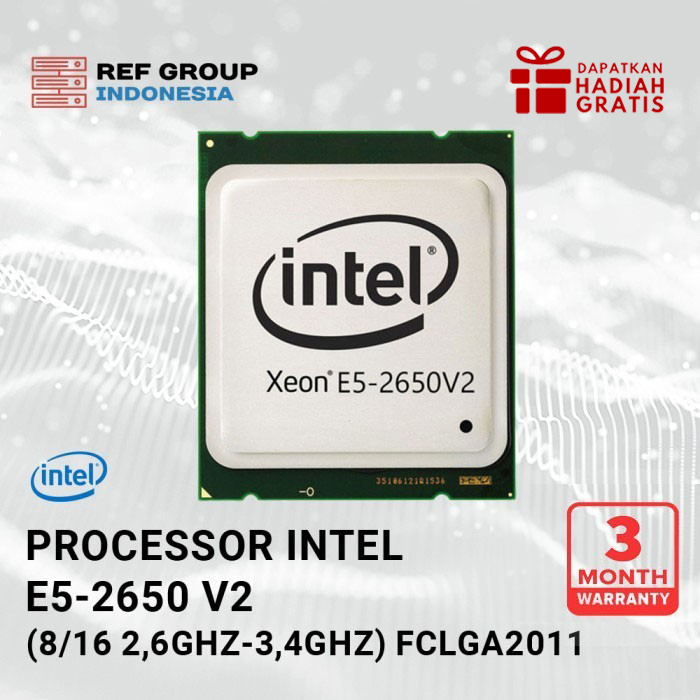 REF GROUP
INDONESIA
DAPATKAN
HADIAH
GRATIS
intel®
Xeon® E5-2650V2
35106121Q1536
-O
intel
PROCESSOR INTEL
E5-2650 V2
(8/16 2,6GHZ-3,4GHZ) FCLGA2011
3
MONTH
WARRANTY